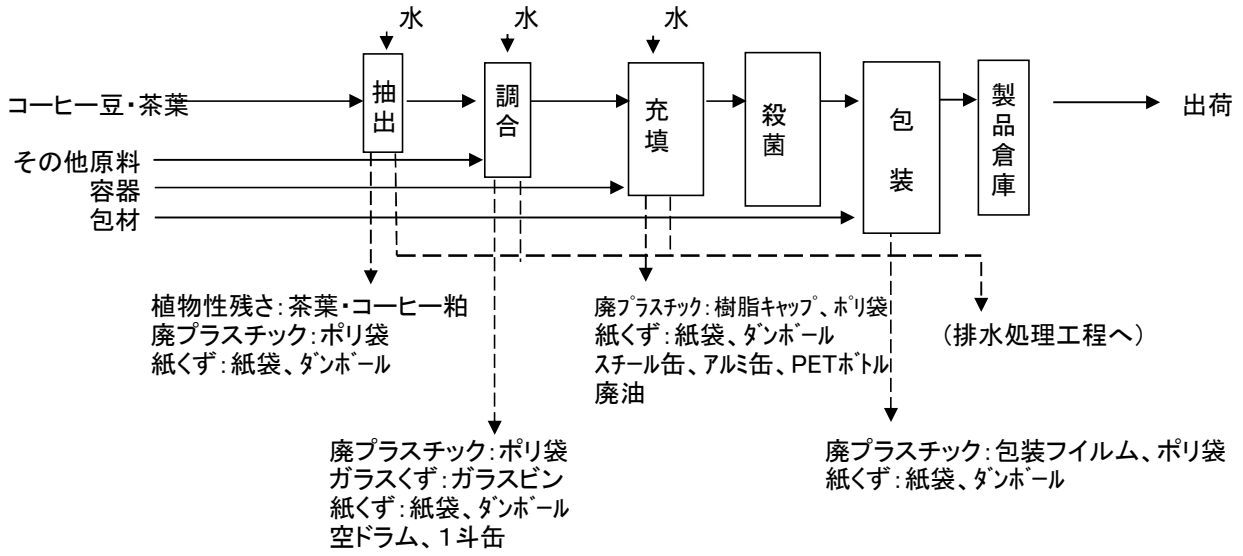 水
水
水
コーヒー豆・茶葉
抽出
調合
充填
殺菌
包装
製品倉庫
出荷
その他原料
容器
包材
植物性残さ：茶葉・コーヒー粕
廃プラスチック：ポリ袋
紙くず：紙袋、ﾀﾞﾝﾎﾞｰﾙ
廃プラスチック：樹脂ｷｬｯﾌﾟ、ﾎﾟﾘ袋
紙くず：紙袋、ﾀﾞﾝﾎﾞｰﾙ
ｽﾁｰﾙ缶、ｱﾙﾐ缶、PETﾎﾞﾄﾙ
廃油
（排水処理工程へ）
廃プラスチック：ポリ袋
ガラスくず：ガラスビン
紙くず：紙袋、ﾀﾞﾝﾎﾞｰﾙ
空ドラム、１斗缶
廃プラスチック：包装フイルム、ポリ袋
紙くず：紙袋、ﾀﾞﾝﾎﾞｰﾙ